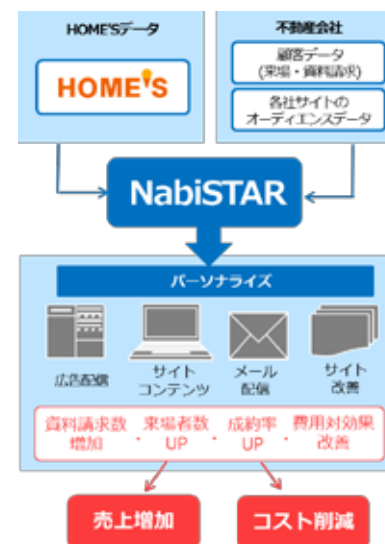 HOME'Sデータ
HOME'S
不動産会社
顧客データ
(来場・資料請求)
各社サイトの
オーディエンスデータ
NabiSTAR
パーソナライズ
広告配信
サイト
コンテンツ
メール
配信
サイト
改善
資料請求数
増加
・
来場者数
UP
・
成約率
UP
・
費用対効果
改善
売上増加
コスト削減